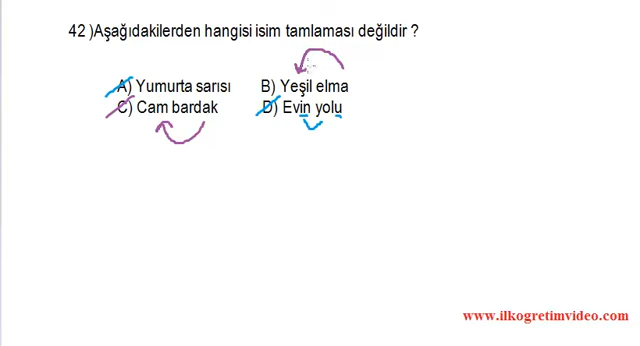 42 )Aşağıdakilerden hangisi isim tamlaması değildir ?
A) Yumurta sarısı B) Yeşil elma
C) Cam bardak D) Evin yolu
www.ilkogretimvideo.com